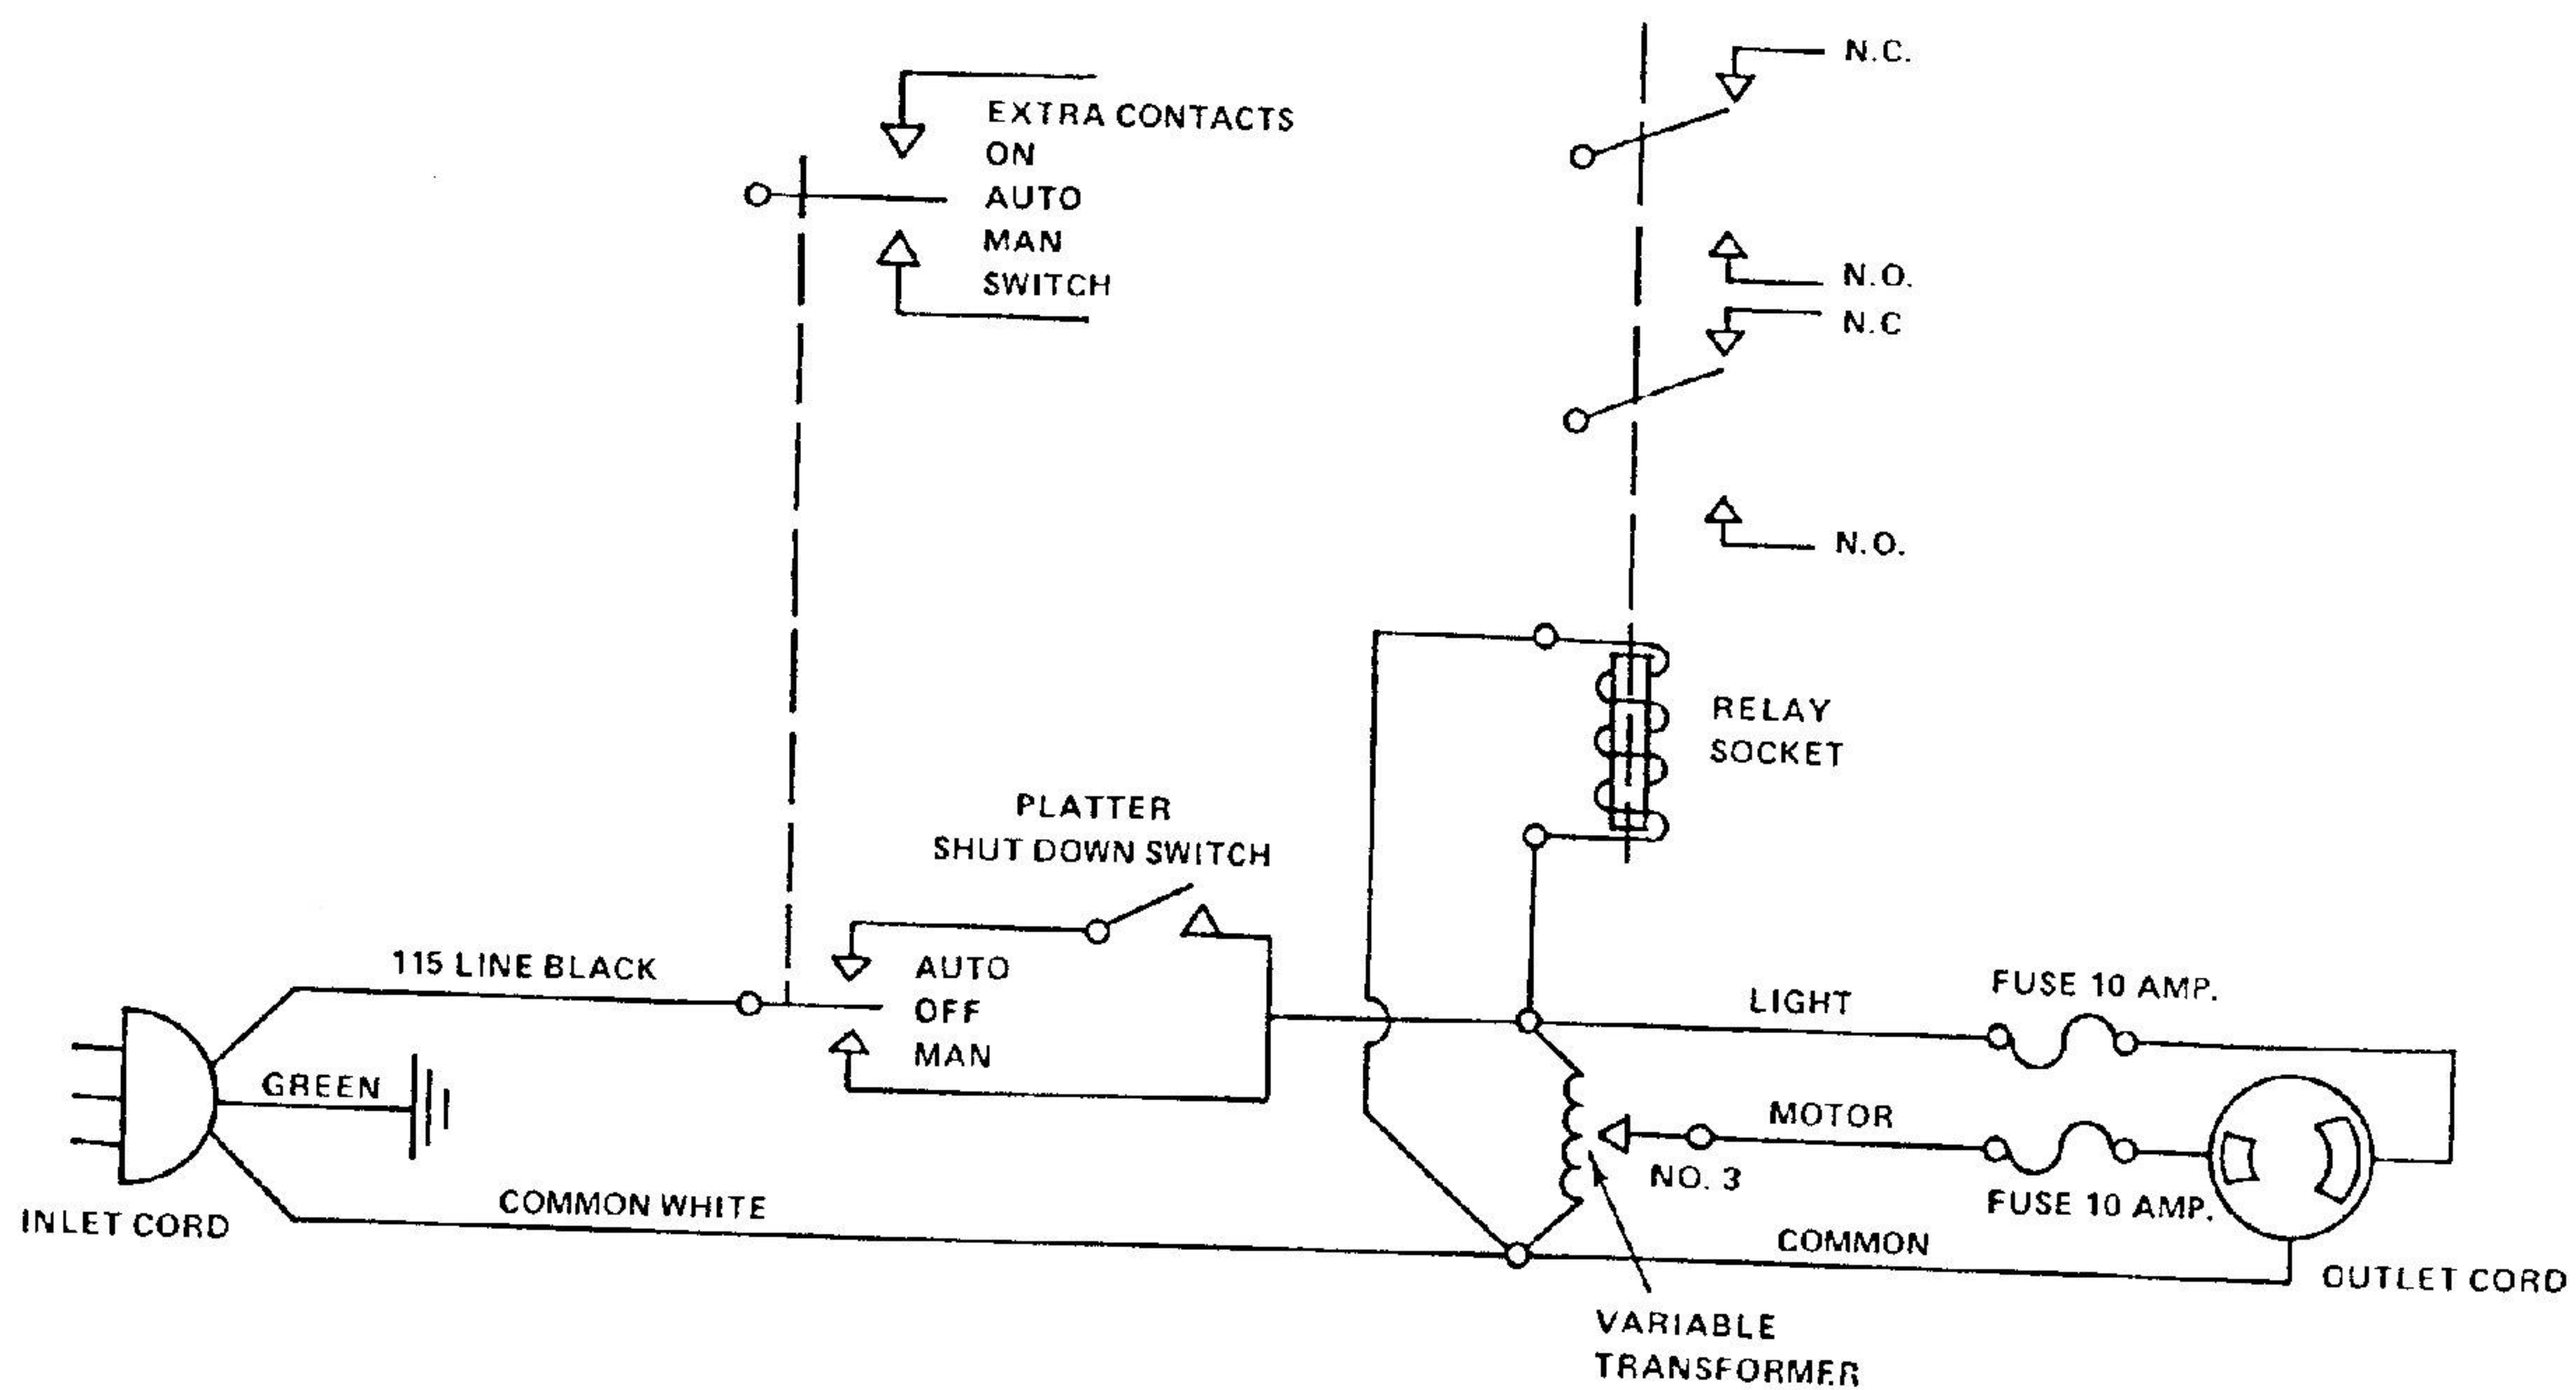 N.C.
EXTRA CONTACTS
ON
AUTO
MAN
SWITCH
N.O.
N.C
N.O.
RELAY
SOCKET
PLATTER
SHUT DOWN SWITCH
115 LINE BLACK
AUTO
OFF
MAN
LIGHT
FUSE 10 AMP.
GREEN
MOTOR
NO. 3
FUSE 10 AMP.
INLET CORD
COMMON WHITE
COMMON
OUTLET CORD
VARIABLE
TRANSFORMER